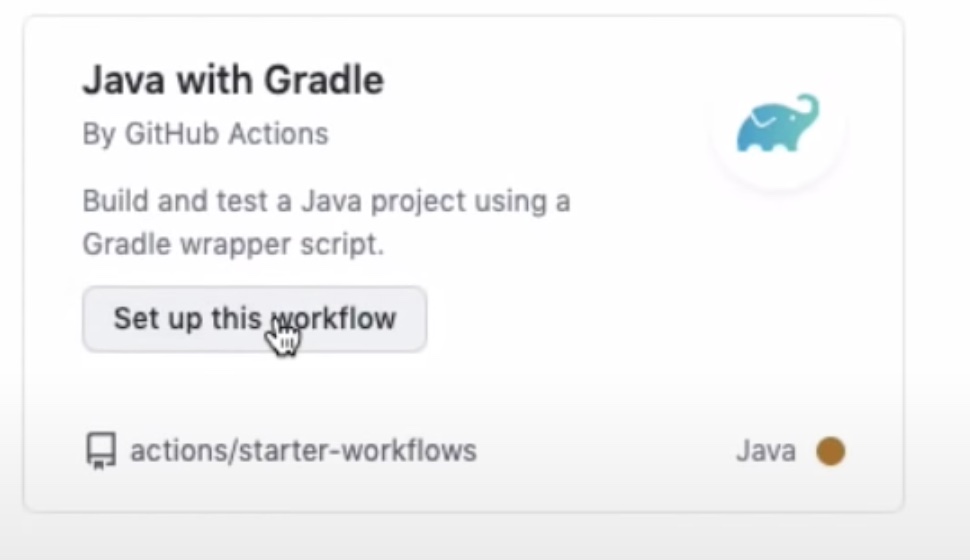 Java with Gradle
By GitHub Actions
Build and test a Java project using a
Gradle wrapper script.
Set up this workflow
actions/starter-workflows
Java